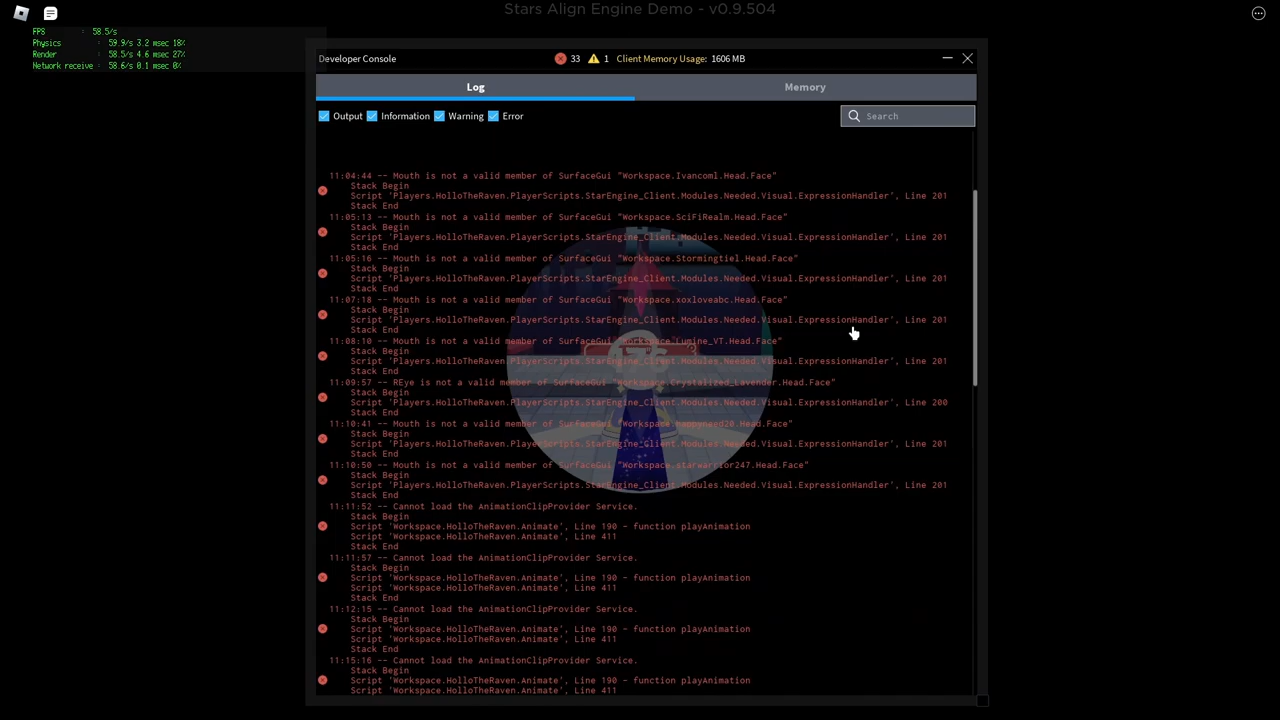 Stars Align Engine Demo - v0.9.504
FPS : 58.5/s
Physics : 59.9/s 3.2 msec 18%
Render : 58.5/s 4.6 msec 27%
Network receive : 58.6/s 0.1 msec 0%
Developer Console 33 1 Client Memory Usage: 1606 MB
Log Memory
Output Information Warning Error Search
11:04:44 -- Mouth is not a valid member of SurfaceGui "Workspace.Ivancoml.Head.Face"
Stack Begin
Script 'Players.HolloTheRaven.PlayerScripts.StarEngine_Client.Modules.Needed.Visual.ExpressionHandler', Line 201
Stack End
11:05:13 -- Mouth is not a valid member of SurfaceGui "Workspace.SciFiRealm.Head.Face"
Stack Begin
Script 'Players.HolloTheRaven.PlayerScripts.StarEngine_Client.Modules.Needed.Visual.ExpressionHandler', Line 201
Stack End
11:05:16 -- Mouth is not a valid member of SurfaceGui "Workspace.Stormingtiel.Head.Face"
Stack Begin
Script 'Players.HolloTheRaven.PlayerScripts.StarEngine_Client.Modules.Needed.Visual.ExpressionHandler', Line 201
Stack End
11:07:18 -- Mouth is not a valid member of SurfaceGui "Workspace.xoxloveabc.Head.Face"
Stack Begin
Script 'Players.HolloTheRaven.PlayerScripts.StarEngine_Client.Modules.Needed.Visual.ExpressionHandler', Line 201
Stack End
11:08:10 -- Mouth is not a valid member of SurfaceGui "Workspace.Lumine_VT.Head.Face"
Stack Begin
Script 'Players.HolloTheRaven.PlayerScripts.StarEngine_Client.Modules.Needed.Visual.ExpressionHandler', Line 201
Stack End
11:09:57 -- REye is not a valid member of SurfaceGui "Workspace.Crystalized_Lavender.Head.Face"
Stack Begin
Script 'Players.HolloTheRaven.PlayerScripts.StarEngine_Client.Modules.Needed.Visual.ExpressionHandler', Line 200
Stack End
11:10:41 -- Mouth is not a valid member of SurfaceGui
Stack Begin
Script 'Players.HolloTheRaven.PlayerScripts.StarEngine_Client.Modules.Needed.Visual.ExpressionHandler', Line 201
Stack End
11:10:50 -- Mouth is not a valid member of SurfaceGui "Workspace.starwarrior247.Head.Face"
Stack Begin
Script 'Players.HolloTheRaven.PlayerScripts.StarEngine_Client.Modules.Needed.Visual.ExpressionHandler', Line 201
Stack End
11:11:52 -- Cannot load the AnimationClipProvider Service.
Stack Begin
Script 'Workspace.HolloTheRaven.Animate', Line 190 - function playAnimation
Script 'Workspace.HolloTheRaven.Animate', Line 411
Stack End
11:11:57 -- Cannot load the AnimationClipProvider Service.
Stack Begin
Script 'Workspace.HolloTheRaven.Animate', Line 190 - function playAnimation
Script 'Workspace.HolloTheRaven.Animate', Line 411
Stack End
11:12:15 -- Cannot load the AnimationClipProvider Service.
Stack Begin
Script 'Workspace.HolloTheRaven.Animate', Line 190 - function playAnimation
Script 'Workspace.HolloTheRaven.Animate', Line 411
Stack End
11:15:16 -- Cannot load the AnimationClipProvider Service.
Stack Begin
Script 'Workspace.HolloTheRaven.Animate', Line 190 - function playAnimation
Script 'Workspace.HolloTheRaven.Animate', Line 411